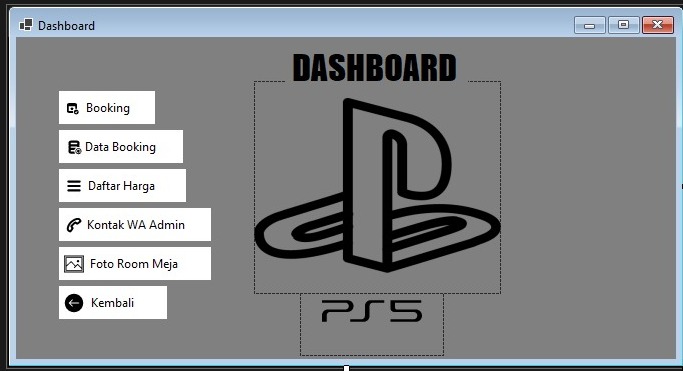 Dashboard
DASHBOARD
Booking
Data Booking
Daftar Harga
Kontak WA Admin
Foto Room Meja
Kembali
PS5